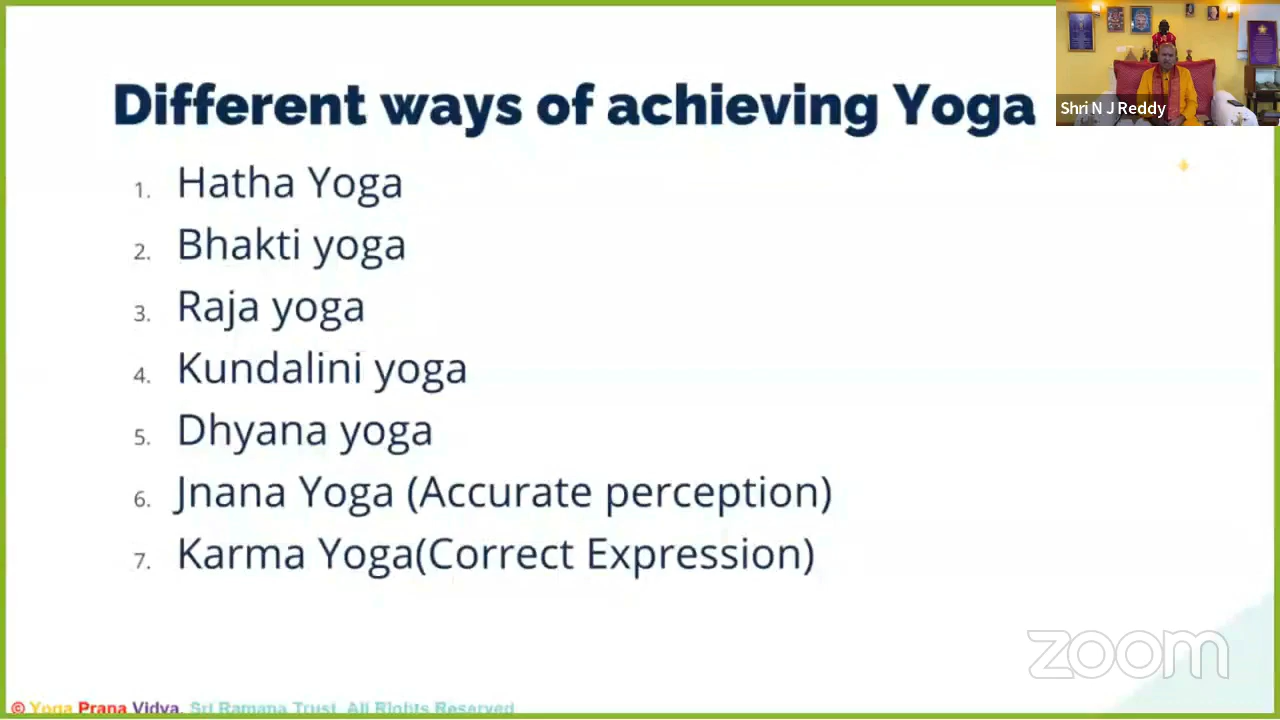 Different ways of achieving Yoga
Shri N J Reddy
1. Hatha Yoga
2. Bhakti yoga
3. Raja yoga
4. Kundalini yoga
5. Dhyana yoga
6. Jnana Yoga (Accurate perception)
7. Karma Yoga(Correct Expression)
zoom
© Yoga Prana Vidya, Sri Ramana Trust, All Rights Reserved